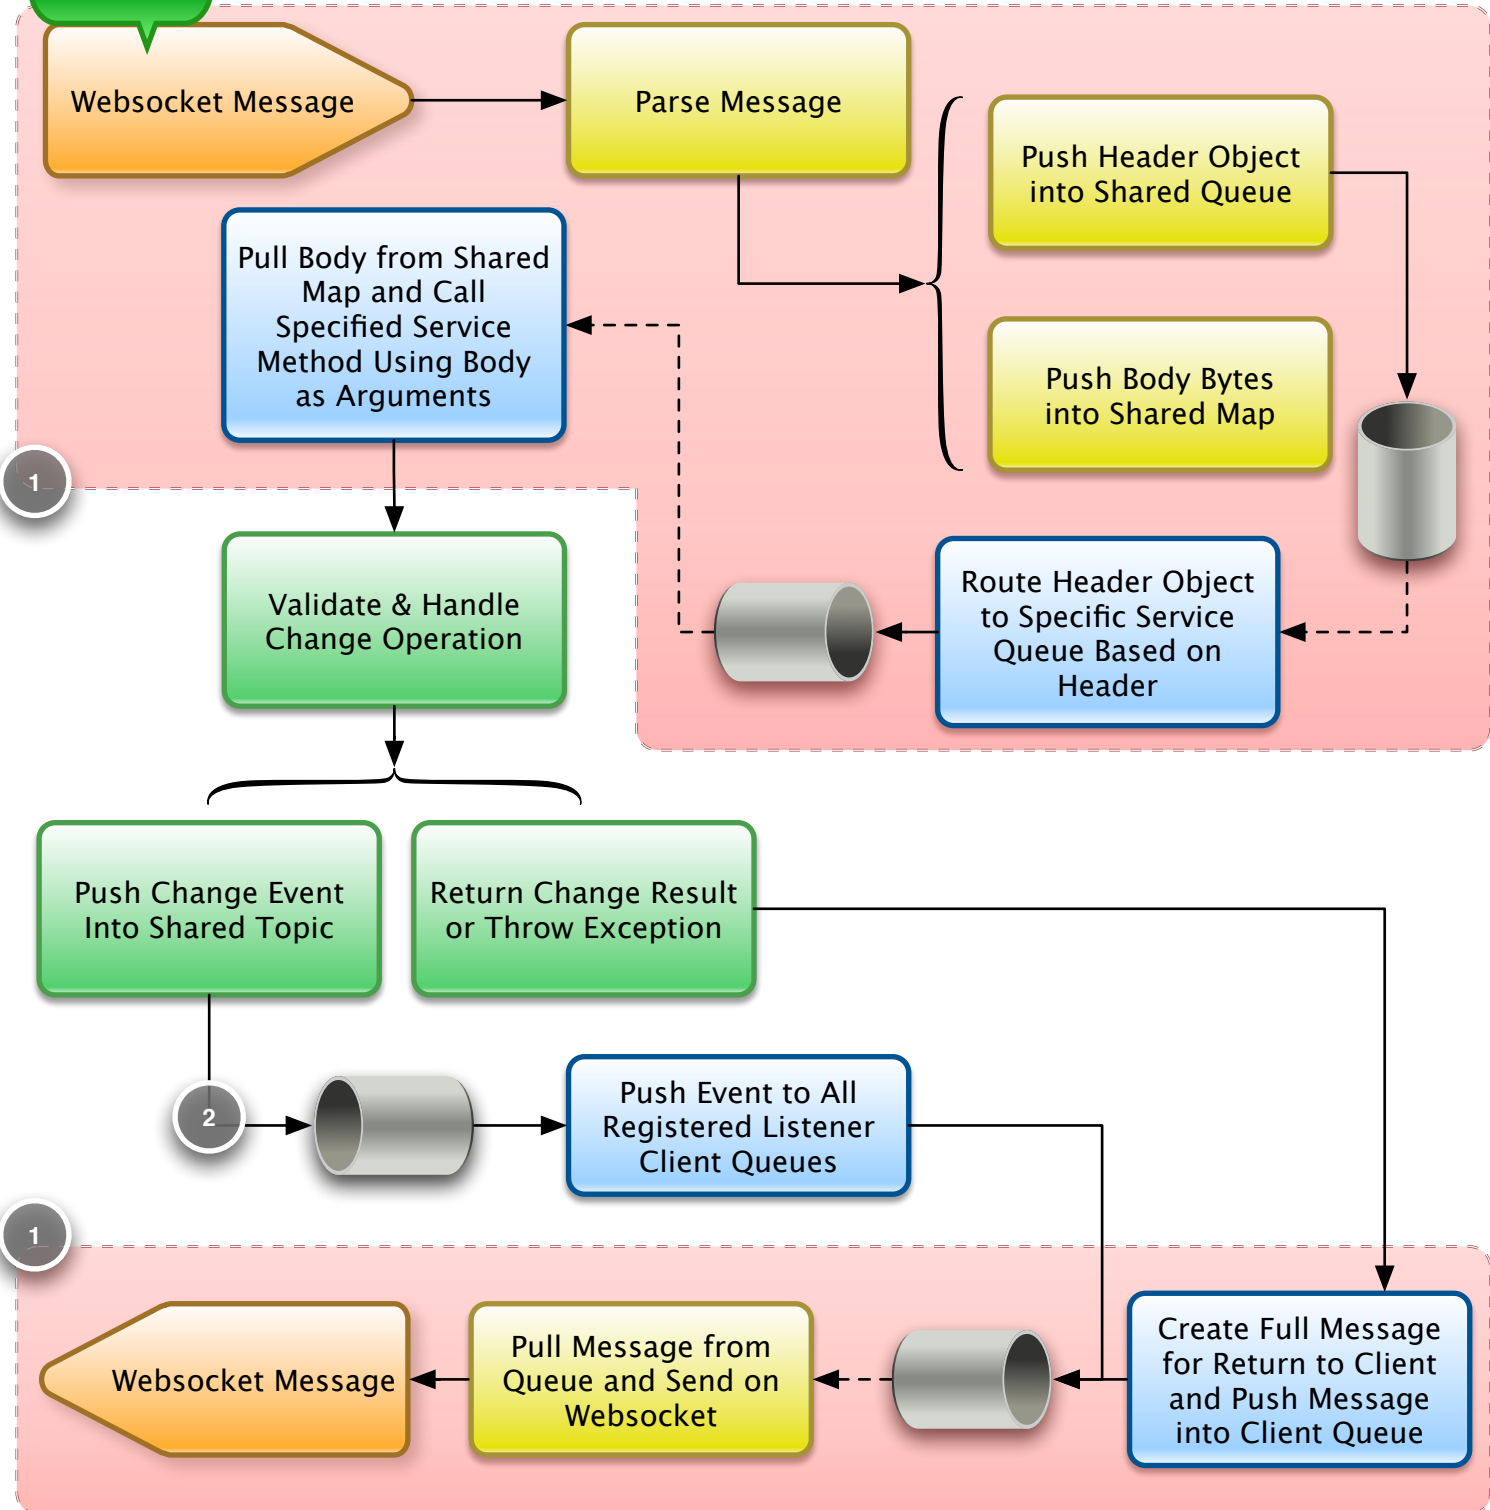 Websocket Message
Parse Message
Push Header Object
into Shared Queue
Pull Body from Shared
Map and Call
Specified Service
Method Using Body
as Arguments
Push Body Bytes
into Shared Map
1
Validate & Handle
Change Operation
Route Header Object
to Specific Service
Queue Based on
Header
Push Change Event
Into Shared Topic
Return Change Result
or Throw Exception
2
Push Event to All
Registered Listener
Client Queues
1
Websocket Message
Pull Message from
Queue and Send on
Websocket
Create Full Message
for Return to Client
and Push Message
into Client Queue